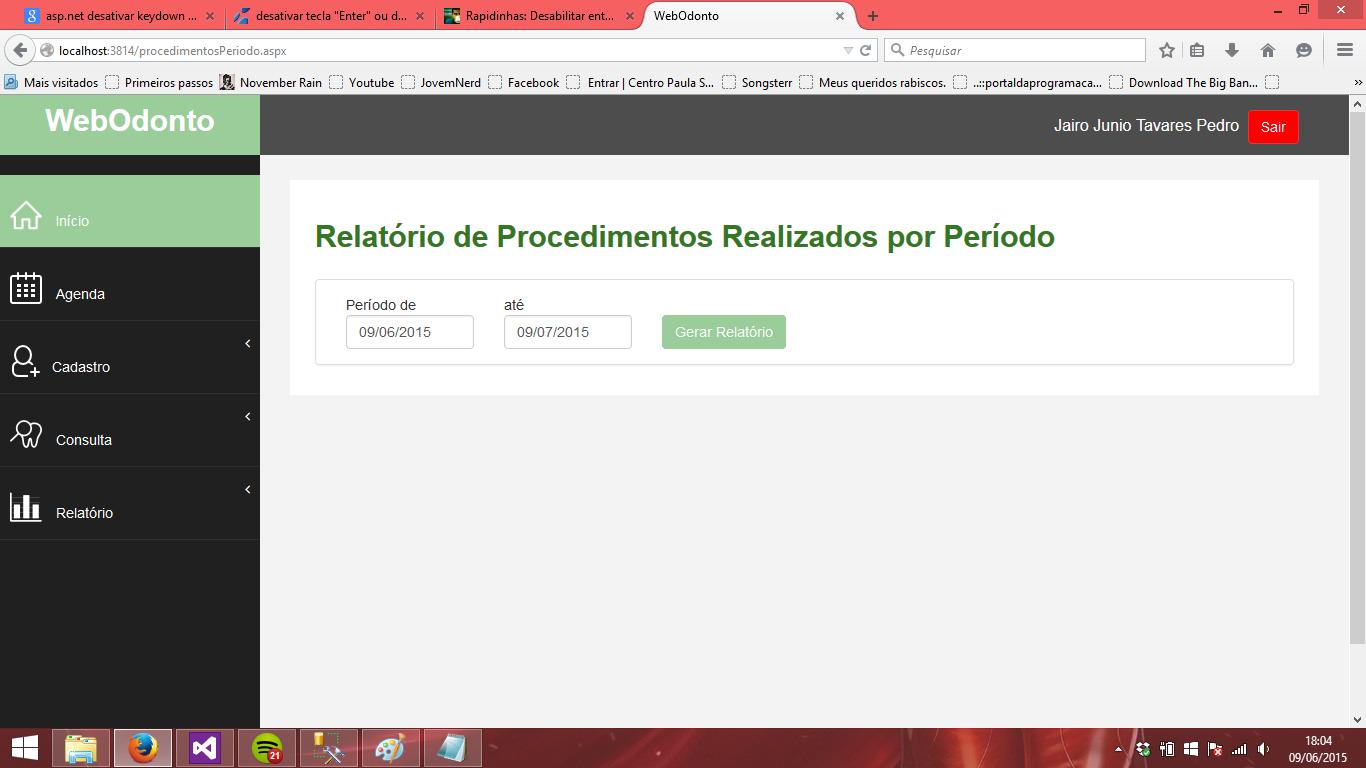 asp.net desativar keydown ...
desativar tecla "Enter" ou d...
Rapidinhas: Desabilitar ent...
WebOdonto
localhost:3814/procedimentosPeriodo.aspx
Pesquisar
Mais visitados
Primeiros passos
November Rain
Youtube
JovemNerd
Facebook
Entrar | Centro Paula S...
Songsterr
Meus queridos rabiscos.
..::portaldaprogramaca...
Download The Big Ban...
WebOdonto
Jairo Junio Tavares Pedro
Sair
Início
Agenda
Cadastro
Consulta
Relatório
Relatório de Procedimentos Realizados por Período
Período de
até
09/06/2015
09/07/2015
Gerar Relatório
21
18:04
09/06/2015